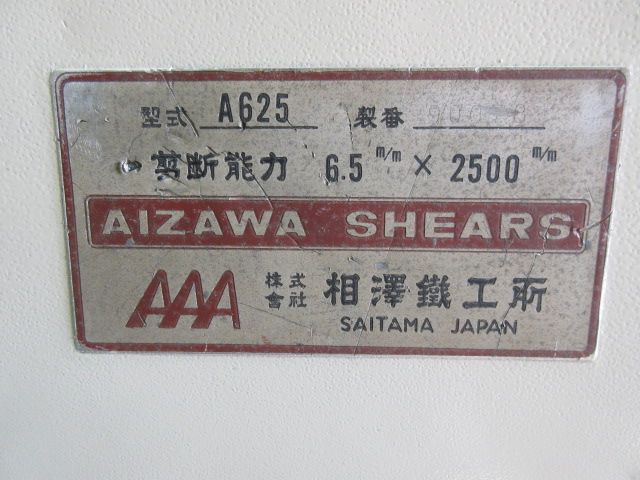 型式 A625 製番
剪断能力 6.5 m/m × 2500 m/m
AIZAWA SHEARS
AAA 株式會社 相澤鐵工所
SAITAMA JAPAN